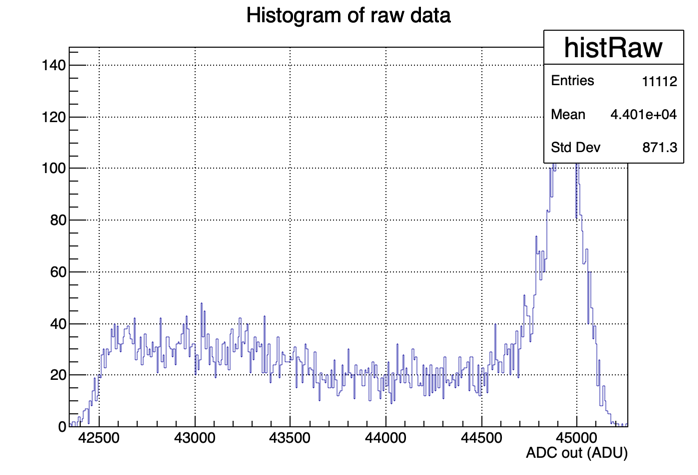 Histogram of raw data
histRaw
Entries 11112
Mean 4.401e+04
Std Dev 871.3
140
120
100
80
60
40
20
0
42500 43000 43500 44000 44500 45000
ADC out (ADU)